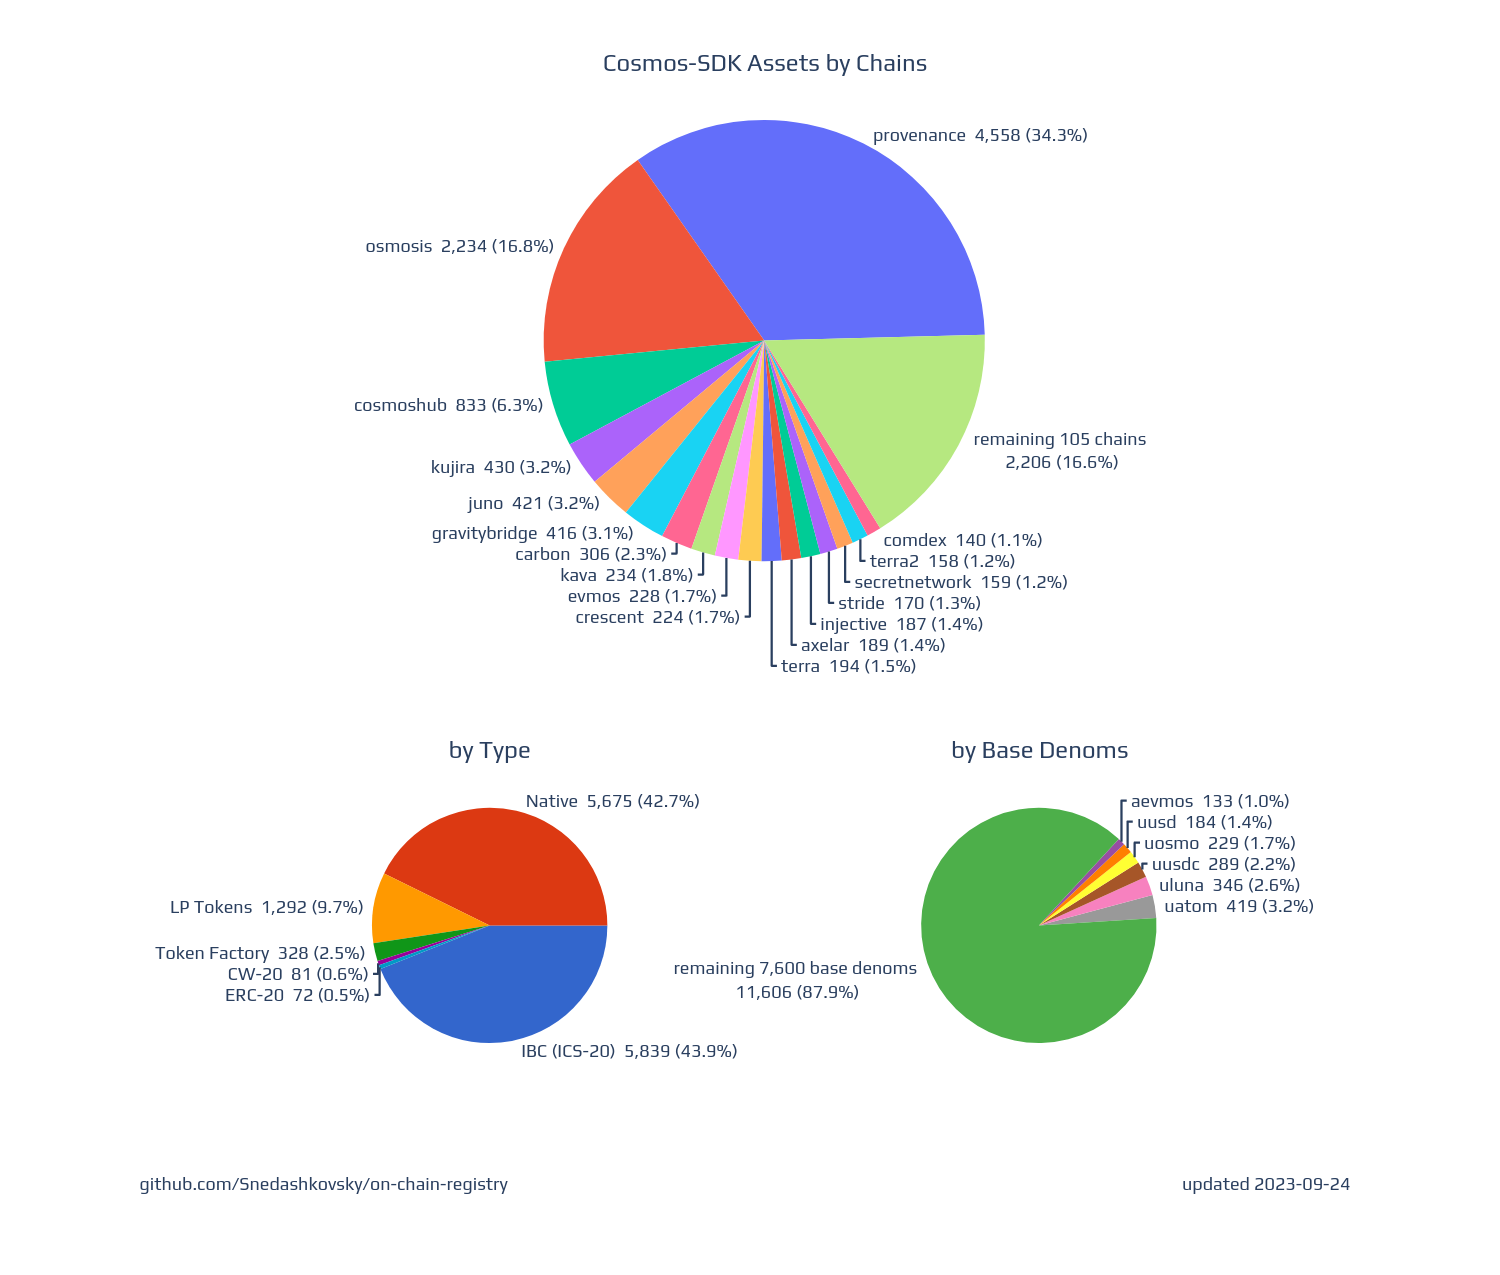 Cosmos-SDK Assets by Chains
provenance 4,558 (34.3%)
osmosis 2,234 (16.8%)
cosmoshub 833 (6.3%)
remaining 105 chains
2,206 (16.6%)
kujira 430 (3.2%)
juno 421 (3.2%)
gravitybridge 416 (3.1%)
comdex 140 (1.1%)
carbon 306 (2.3%)
terra2 158 (1.2%)
kava 234 (1.8%)
secretnetwork 159 (1.2%)
evmos 228 (1.7%)
stride 170 (1.3%)
crescent 224 (1.7%)
injective 187 (1.4%)
axelar 189 (1.4%)
terra 194 (1.5%)
by Type
Native 5,675 (42.7%)
LP Tokens 1,292 (9.7%)
Token Factory 328 (2.5%)
CW-20 81 (0.6%)
ERC-20 72 (0.5%)
IBC (ICS-20) 5,839 (43.9%)
by Base Denoms
aevmos 133 (1.0%)
uusd 184 (1.4%)
uosmo 229 (1.7%)
uusdc 289 (2.2%)
uluna 346 (2.6%)
uatom 419 (3.2%)
remaining 7,600 base denoms
11,606 (87.9%)
github.com/Snedashkovsky/on-chain-registry
updated 2023-09-24